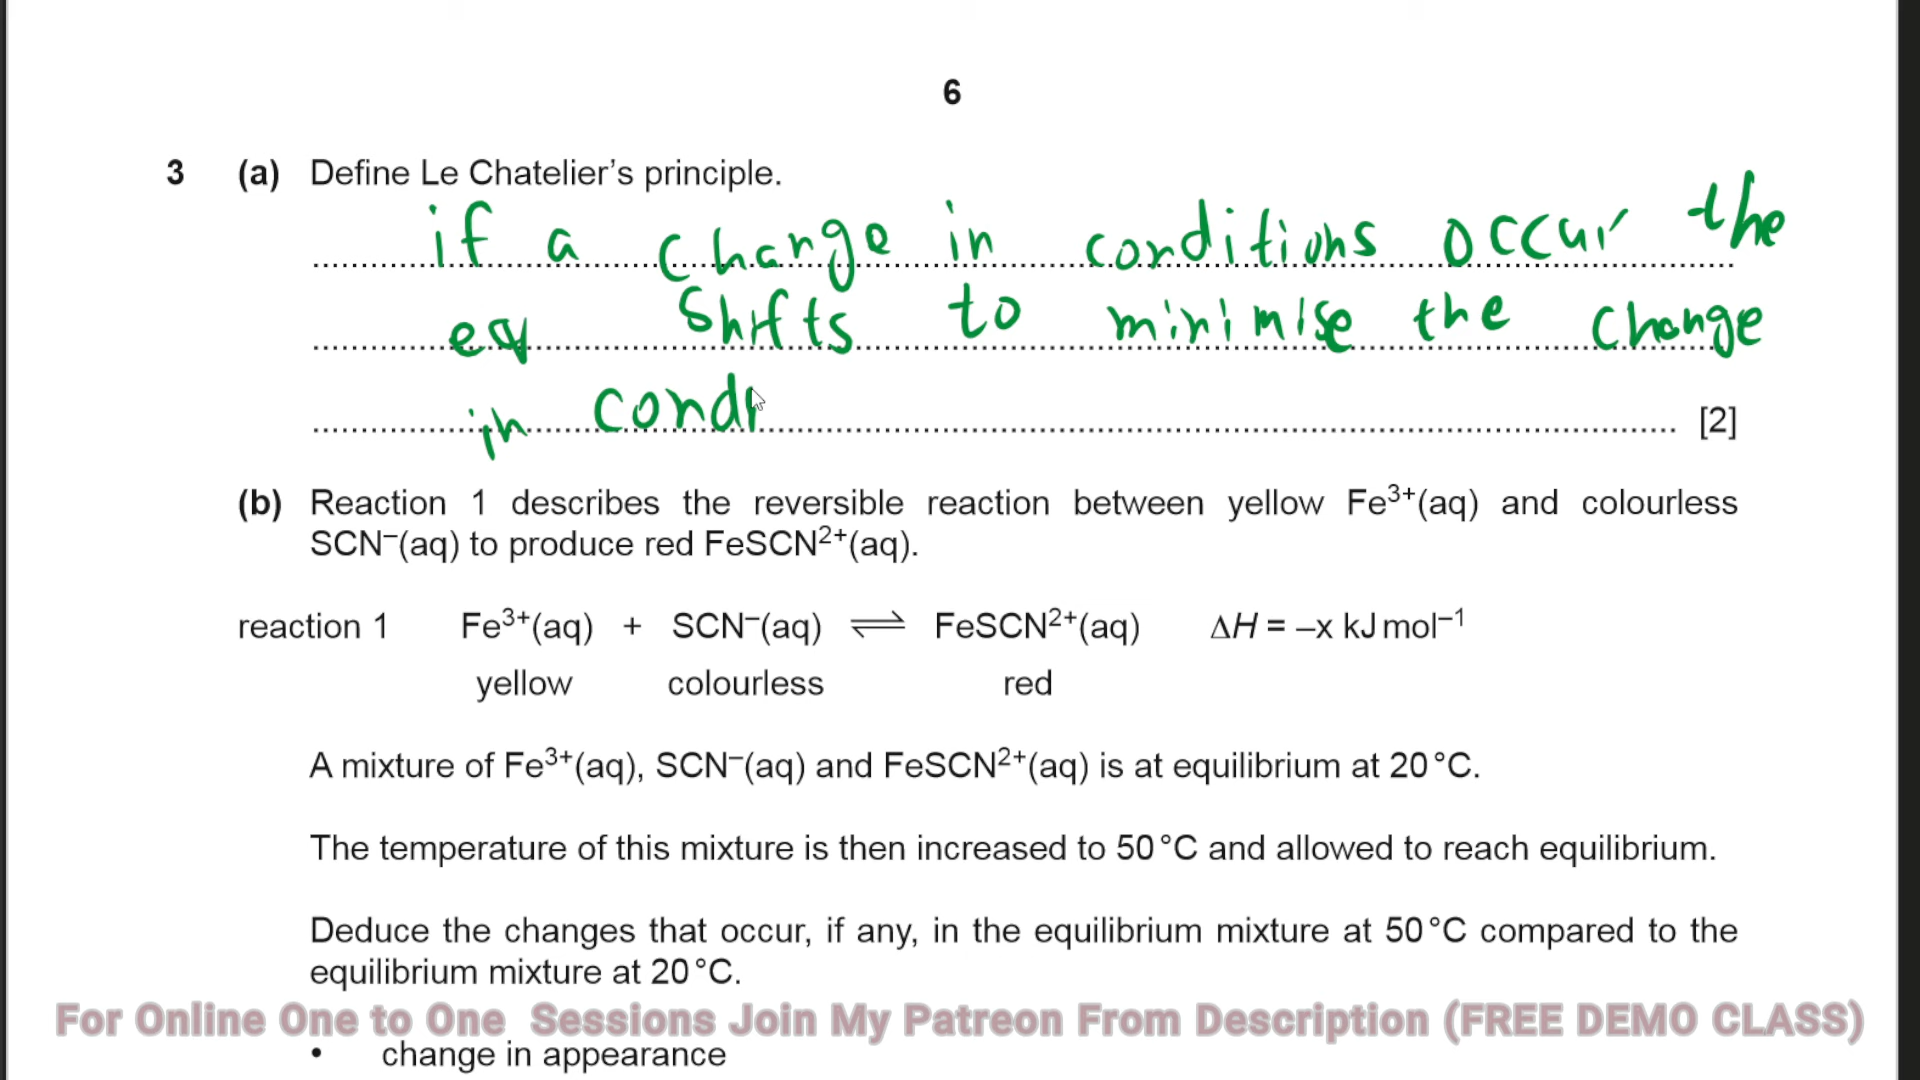 6
3 (a) Define Le Chatelier's principle.
if a change in conditions occur the
eq shifts to minimise the change
in condi
[2]
(b) Reaction 1 describes the reversible reaction between yellow Fe³⁺(aq) and colourless
SCN⁻(aq) to produce red FeSCN²⁺(aq).
reaction 1 Fe³⁺(aq) + SCN⁻(aq) ⇌ FeSCN²⁺(aq) ΔH = –x kJ mol⁻¹
yellow colourless red
A mixture of Fe³⁺(aq), SCN⁻(aq) and FeSCN²⁺(aq) is at equilibrium at 20 °C.
The temperature of this mixture is then increased to 50 °C and allowed to reach equilibrium.
Deduce the changes that occur, if any, in the equilibrium mixture at 50 °C compared to the
equilibrium mixture at 20 °C.
For Online One to One Sessions Join My Patreon From Description (FREE DEMO CLASS)
• change in appearance